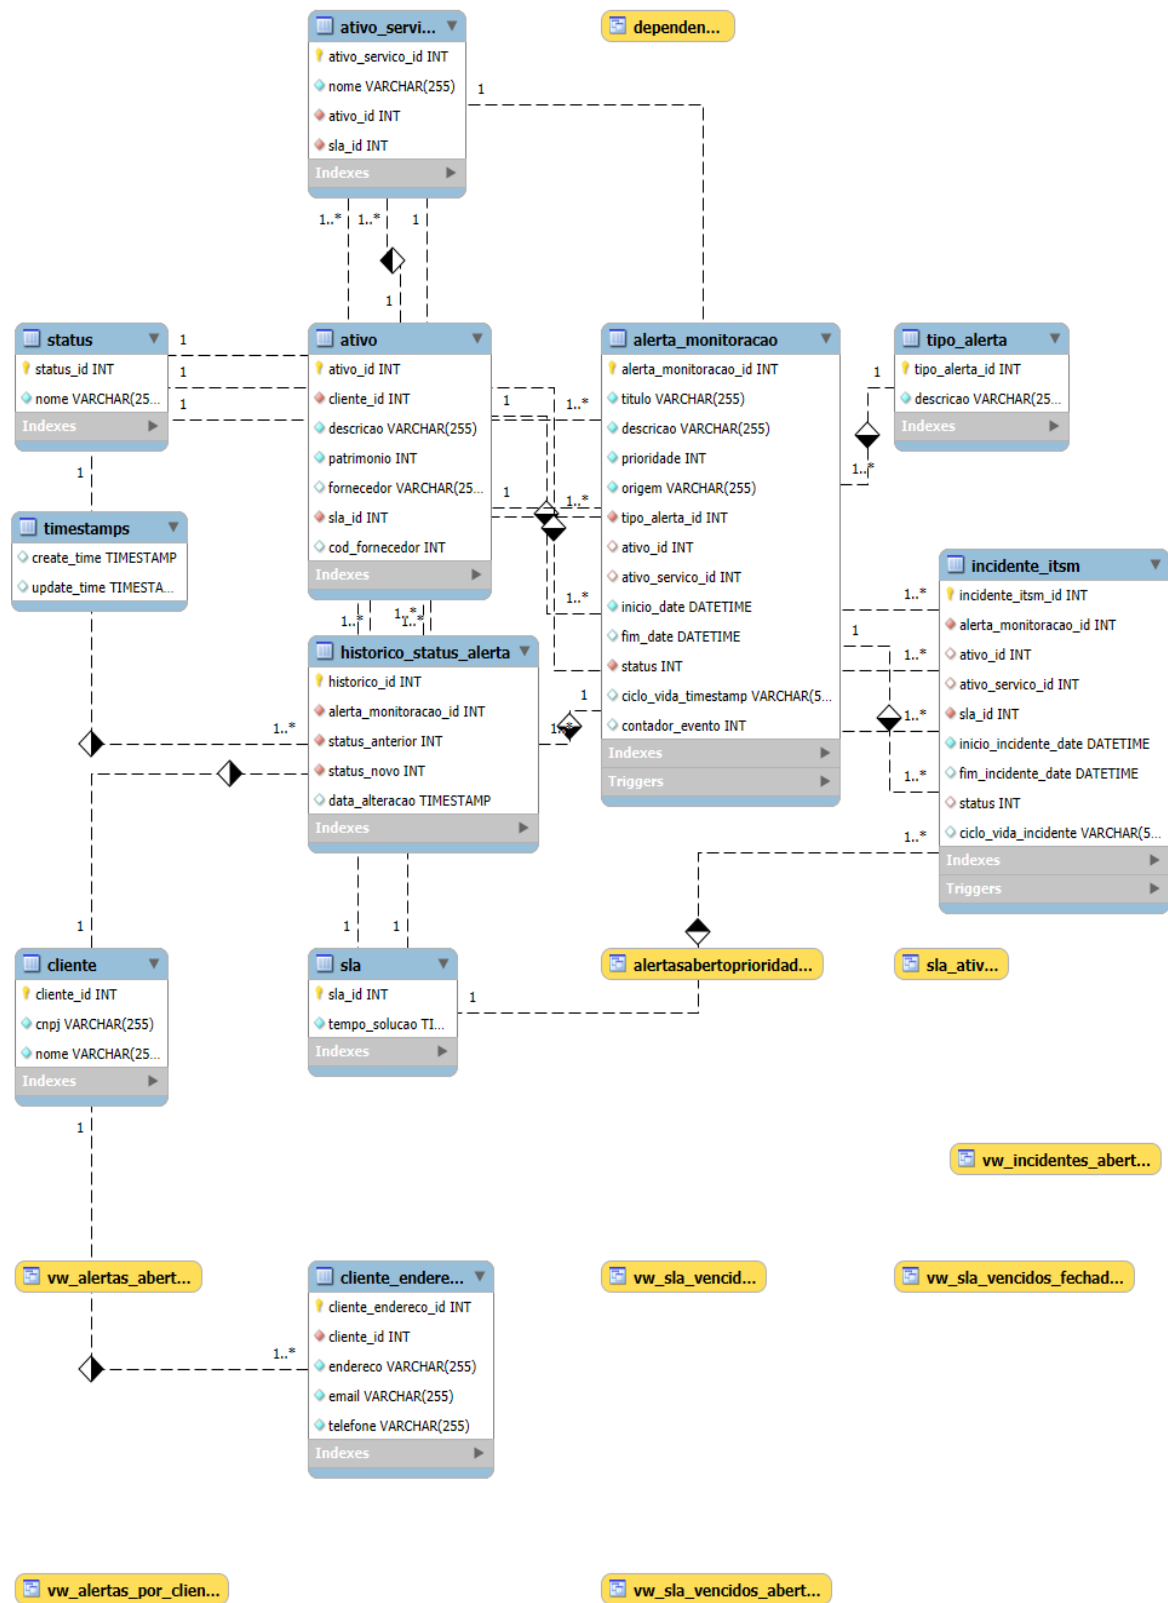 ativo_servi...
ativo_servico_id INT
nome VARCHAR(255)
ativo_id INT
sla_id INT
Indexes
dependen...
1
1..*
1..*
1
1
status
status_id INT
nome VARCHAR(25...
Indexes
1
1
1
1
ativo
ativo_id INT
cliente_id INT
descricao VARCHAR(255)
patrimonio INT
fornecedor VARCHAR(25...
sla_id INT
cod_fornecedor INT
Indexes
1
1
1..*
1..*
1..*
alerta_monitoracao
alerta_monitoracao_id INT
titulo VARCHAR(255)
descricao VARCHAR(255)
prioridade INT
origem VARCHAR(255)
tipo_alerta_id INT
ativo_id INT
ativo_servico_id INT
inicio_date DATETIME
fim_date DATETIME
status INT
ciclo_vida_timestamp VARCHAR(5...
contador_evento INT
Indexes
Triggers
1
1..*
tipo_alerta
tipo_alerta_id INT
descricao VARCHAR(25...
Indexes
timestamps
create_time TIMESTAMP
update_time TIMESTA...
1..*
1..*
1..*
historico_status_alerta
historico_id INT
alerta_monitoracao_id INT
status_anterior INT
status_novo INT
data_alteracao TIMESTAMP
Indexes
1..*
1
1..*
1..*
1
1..*
1..*
1..*
1..*
incidente_itsm
incidente_itsm_id INT
alerta_monitoracao_id INT
ativo_id INT
ativo_servico_id INT
sla_id INT
inicio_incidente_date DATETIME
fim_incidente_date DATETIME
status INT
ciclo_vida_incidente VARCHAR(5...
Indexes
Triggers
1
1
1
cliente
cliente_id INT
cnpj VARCHAR(255)
nome VARCHAR(25...
Indexes
1
sla
sla_id INT
tempo_solucao TI...
Indexes
1
alertasabertoprioridad...
sla_ativ...
vw_incidentes_abert...
vw_alertas_abert...
cliente_endere...
cliente_endereco_id INT
cliente_id INT
endereco VARCHAR(255)
email VARCHAR(255)
telefone VARCHAR(255)
Indexes
1..*
vw_sla_vencid...
vw_sla_vencidos_fechad...
vw_alertas_por_clien...
vw_sla_vencidos_abert...